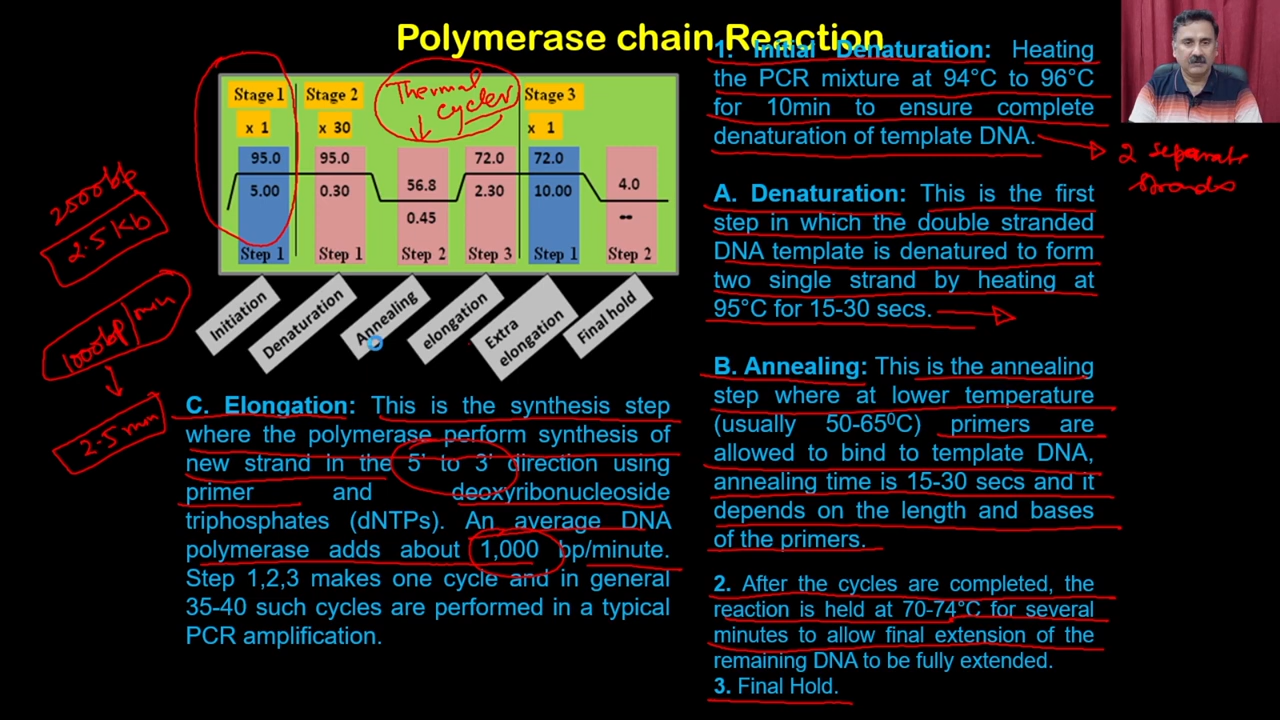 Polymerase chain Reaction
Stage 1
x 1
Stage 2
x 30
Thermal
cycler
Stage 3
x 1
95.0
5.00
Step 1
95.0
0.30
Step 1
56.8
0.45
Step 2
72.0
2.30
Step 3
72.0
10.00
Step 1
4.0
∞
Step 2
Initiation
Denaturation
Annealing
elongation
Extra
elongation
Final hold
2500bp
2.5 Kb
1000bp/min
2.5 min
C. Elongation: This is the synthesis step
where the polymerase perform synthesis of
new strand in the 5' to 3' direction using
primer and deoxyribonucleoside
triphosphates (dNTPs). An average DNA
polymerase adds about 1,000 bp/minute.
Step 1,2,3 makes one cycle and in general
35-40 such cycles are performed in a typical
PCR amplification.
1. Initial Denaturation: Heating
the PCR mixture at 94°C to 96°C
for 10min to ensure complete
denaturation of template DNA.
2 separate
strands
A. Denaturation: This is the first
step in which the double stranded
DNA template is denatured to form
two single strand by heating at
95°C for 15-30 secs.
B. Annealing: This is the annealing
step where at lower temperature
(usually 50-65⁰C) primers are
allowed to bind to template DNA,
annealing time is 15-30 secs and it
depends on the length and bases
of the primers.
2. After the cycles are completed, the
reaction is held at 70-74°C for several
minutes to allow final extension of the
remaining DNA to be fully extended.
3. Final Hold.